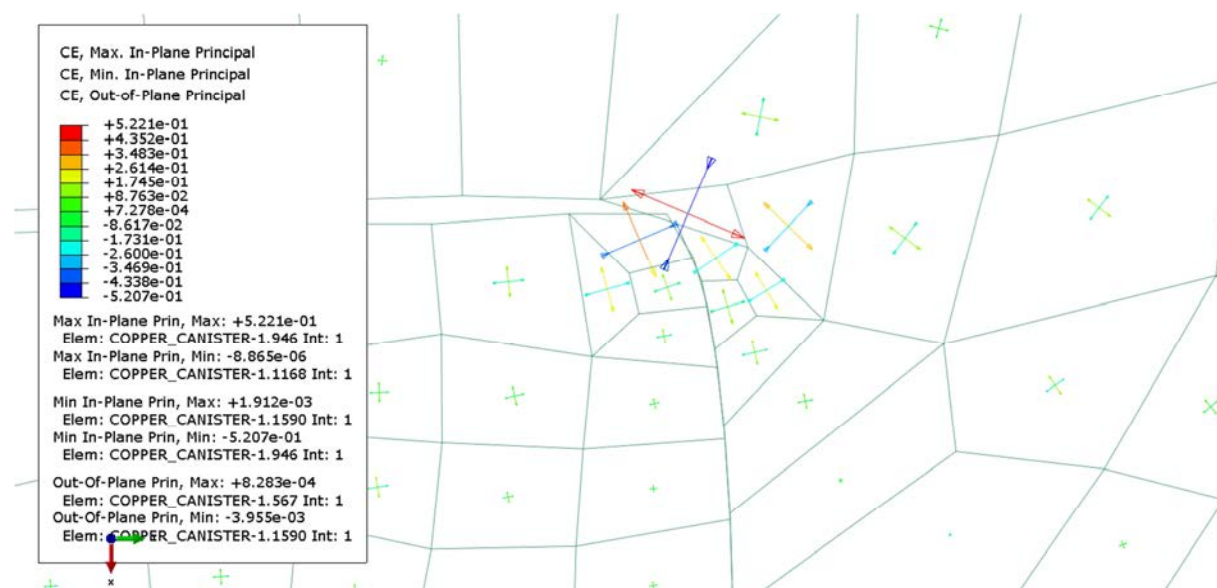 CE, Max. In-Plane Principal
CE, Min. In-Plane Principal
CE, Out-of-Plane Principal
+5.221e-01
+4.352e-01
+3.483e-01
+2.614e-01
+1.745e-01
+8.763e-02
+7.278e-04
-8.617e-02
-1.731e-01
-2.600e-01
-3.469e-01
-4.338e-01
-5.207e-01
Max In-Plane Prin, Max: +5.221e-01
Elem: COPPER_CANISTER-1.946 Int: 1
Max In-Plane Prin, Min: -8.865e-06
Elem: COPPER_CANISTER-1.1168 Int: 1
Min In-Plane Prin, Max: +1.912e-03
Elem: COPPER_CANISTER-1.1590 Int: 1
Min In-Plane Prin, Min: -5.207e-01
Elem: COPPER_CANISTER-1.946 Int: 1
Out-Of-Plane Prin, Max: +8.283e-04
Elem: COPPER_CANISTER-1.567 Int: 1
Out-Of-Plane Prin, Min: -3.955e-03
Elem: COPPER_CANISTER-1.1590 Int: 1
x